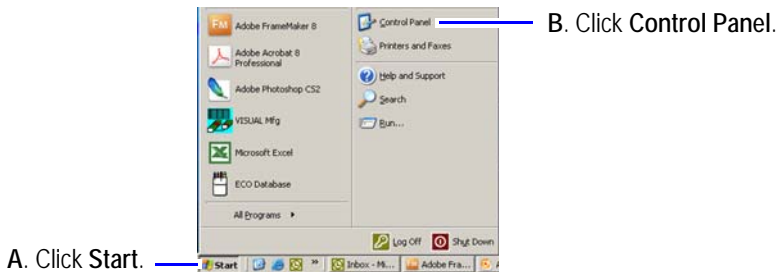 Adobe FrameMaker 8
Control Panel
B. Click Control Panel.
Adobe Acrobat 8
Professional
Printers and Faxes
Adobe Photoshop CS2
Help and Support
Search
VISUAL Mfg
Run...
Microsoft Excel
ECO Database
All Programs
Log Off
Shut Down
A. Click Start.
Start
Inbox - Mi...
Adobe Fra...